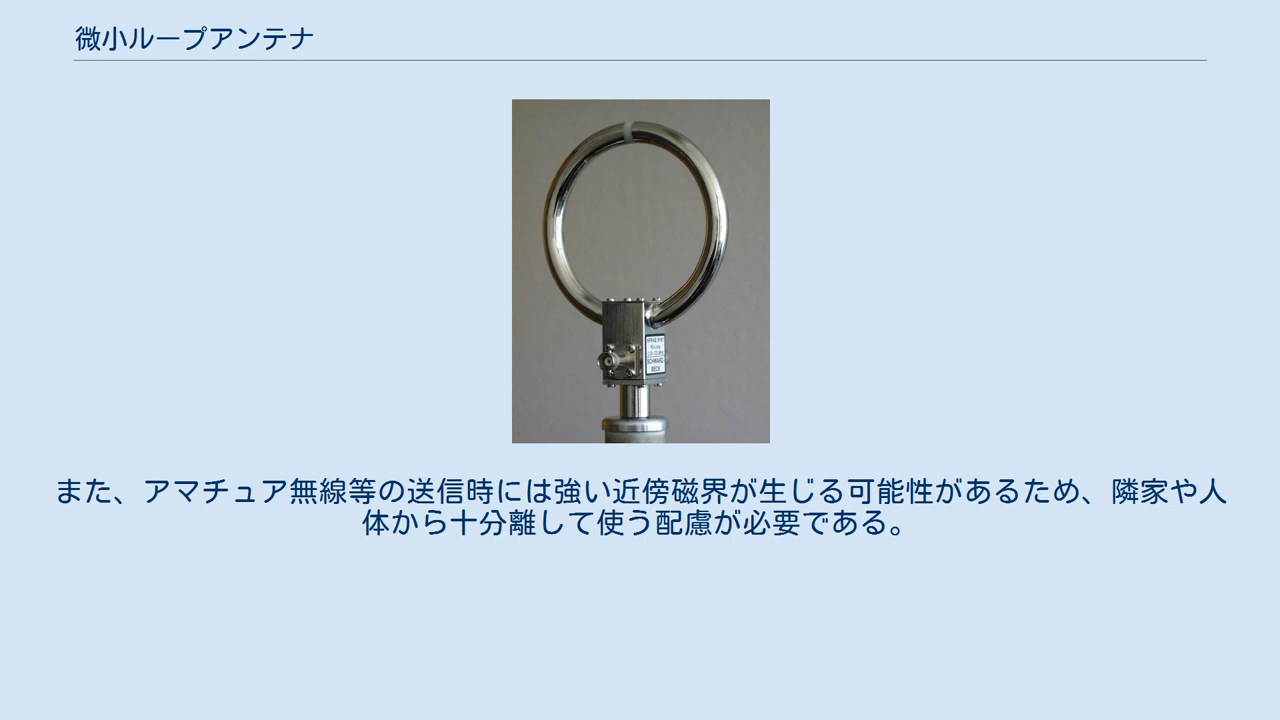 微小ループアンテナ
SCHWARZ-
BECK
また、アマチュア無線等の送信時には強い近傍磁界が生じる可能性があるため、隣家や人
体から十分離して使う配慮が必要である。